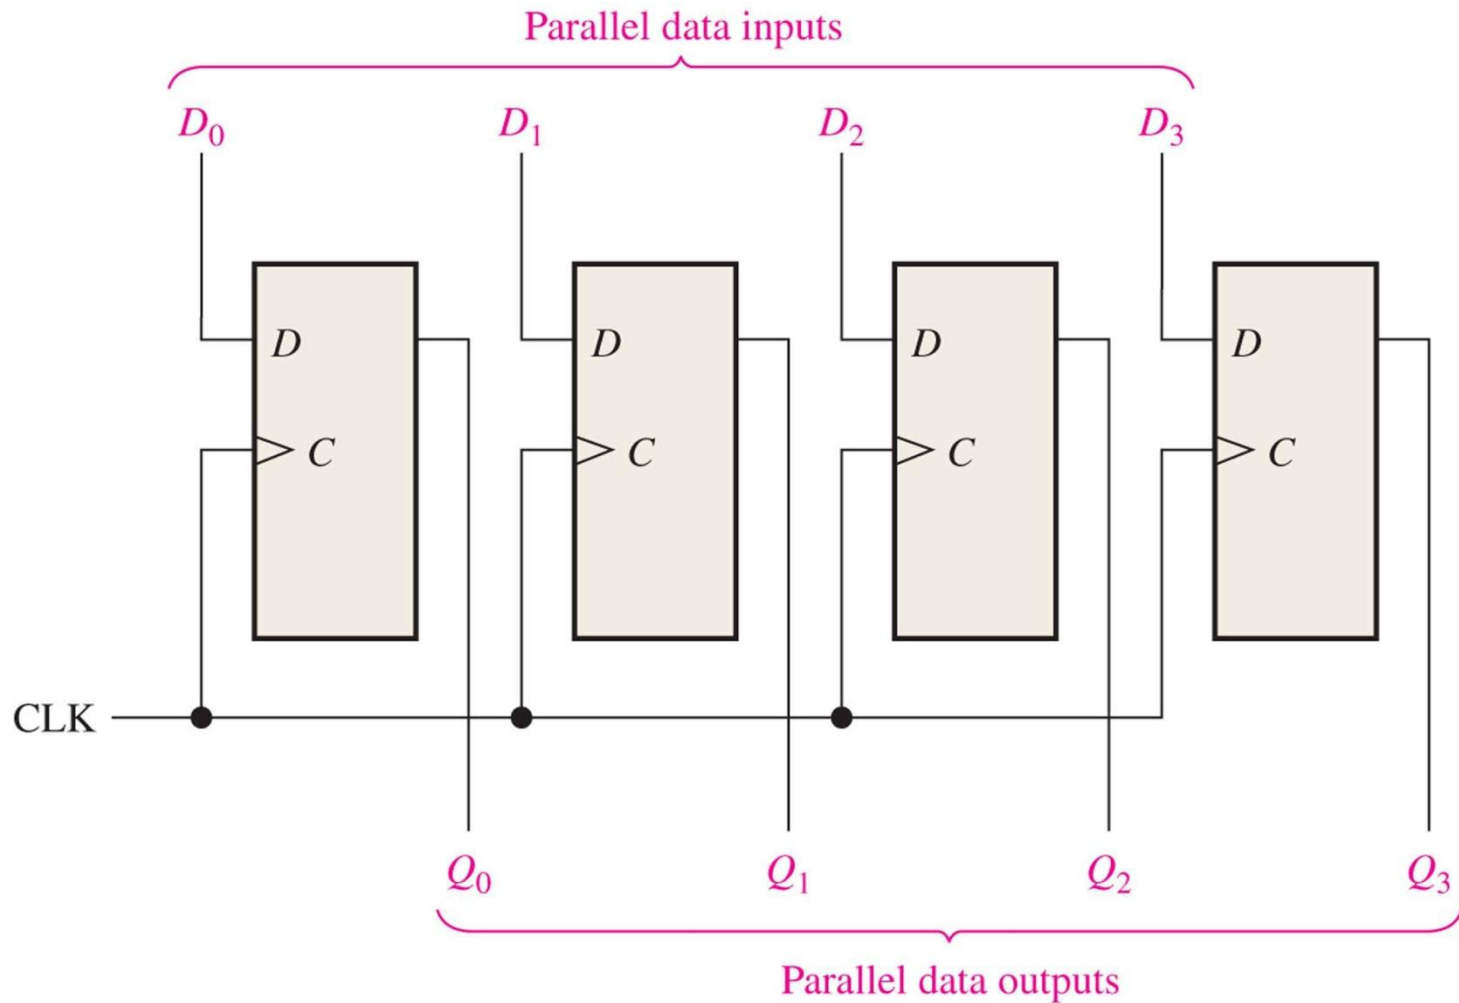 Parallel data inputs
D₀ D₁ D₂ D₃
D D D D
C C C C
CLK
Q₀ Q₁ Q₂ Q₃
Parallel data outputs